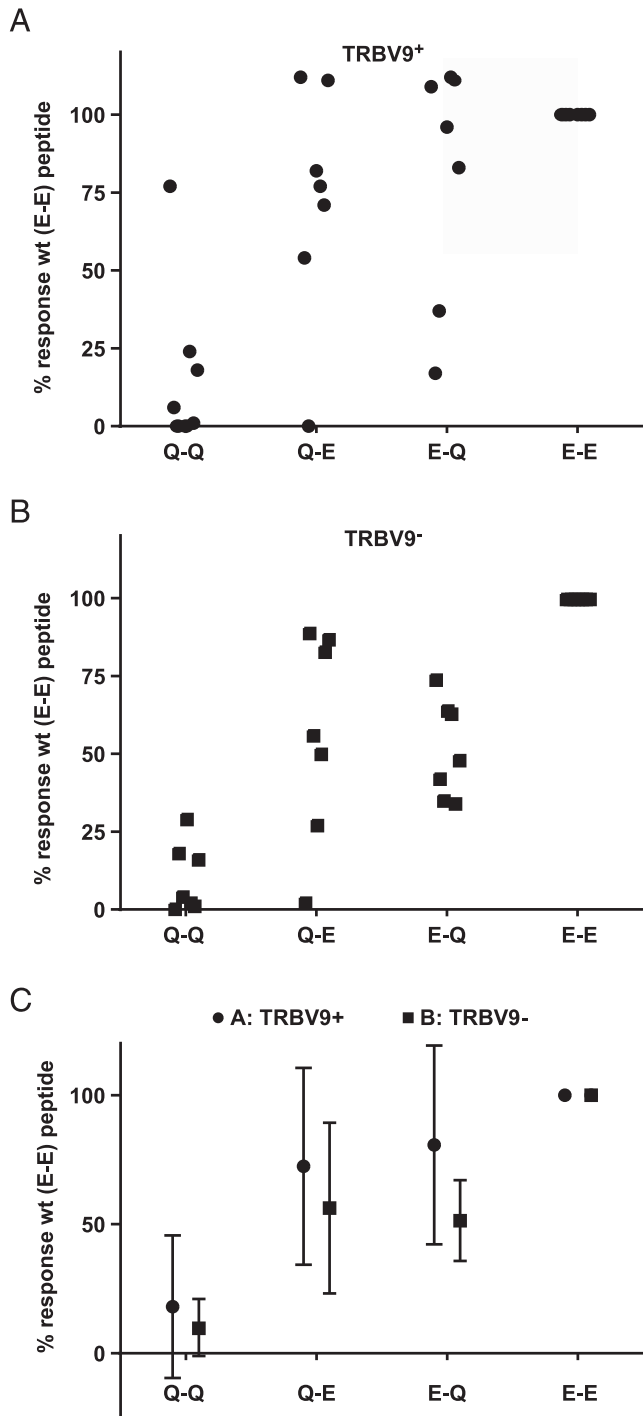 A
TRBV9+
% response wt (E-E) peptide
100
75
50
25
0
Q-Q Q-E E-Q E-E
B
TRBV9-
% response wt (E-E) peptide
100
75
50
25
0
Q-Q Q-E E-Q E-E
C
A: TRBV9+ B: TRBV9-
% response wt (E-E) peptide
100
50
0
Q-Q Q-E E-Q E-E